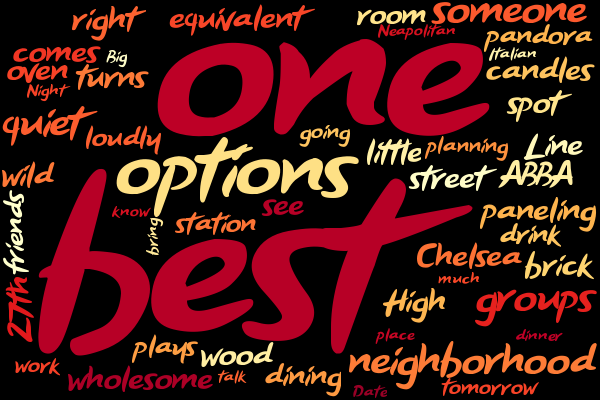 right
equivalent
room
someone
Neapolitan
pandora
comes
Big
Italian
oven
turns
candles
Night
one
spot
quiet
loudly
going
little
planning
Line
wild
options
street
ABBA
friends
know
bring
station
see
paneling
drink
best
Chelsea
much
brick
27th
High
groups
place
dinner
plays
wood
work
wholesome
talk
dining
neighborhood
Date
tomorrow